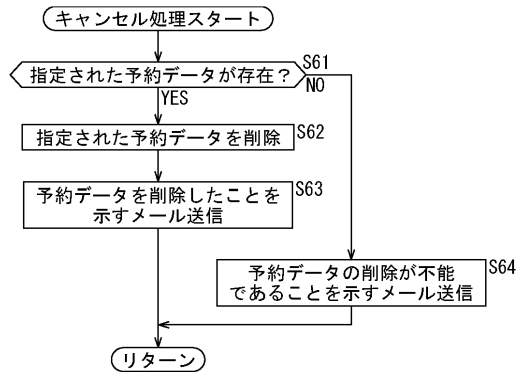 キャンセル処理スタート
指定された予約データが存在？
S61
NO
YES
指定された予約データを削除
S62
予約データを削除したことを
示すメール送信
S63
予約データの削除が不能
であることを示すメール送信
S64
リターン